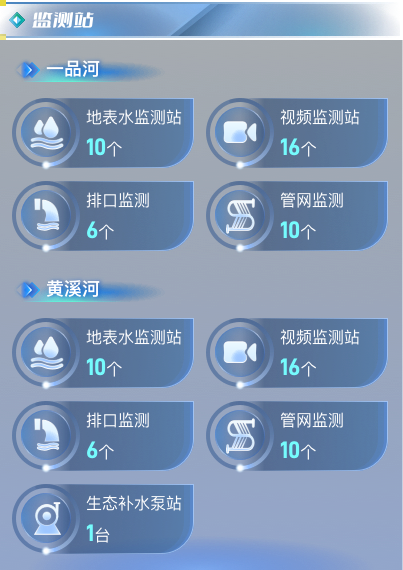 监测站
一品河
地表水监测站
10个
视频监测站
16个
排口监测
6个
管网监测
10个
黄溪河
地表水监测站
10个
视频监测站
16个
排口监测
6个
管网监测
10个
生态补水泵站
1台